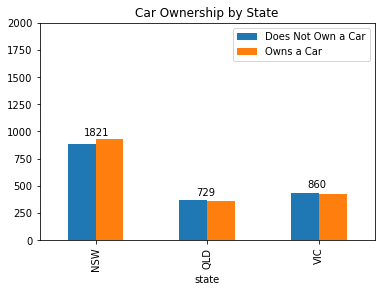 Car Ownership by State
2000
1750
1500
1250
1000
750
500
250
0
Does Not Own a Car
Owns a Car
1821
729
860
NSW
QLD
VIC
state